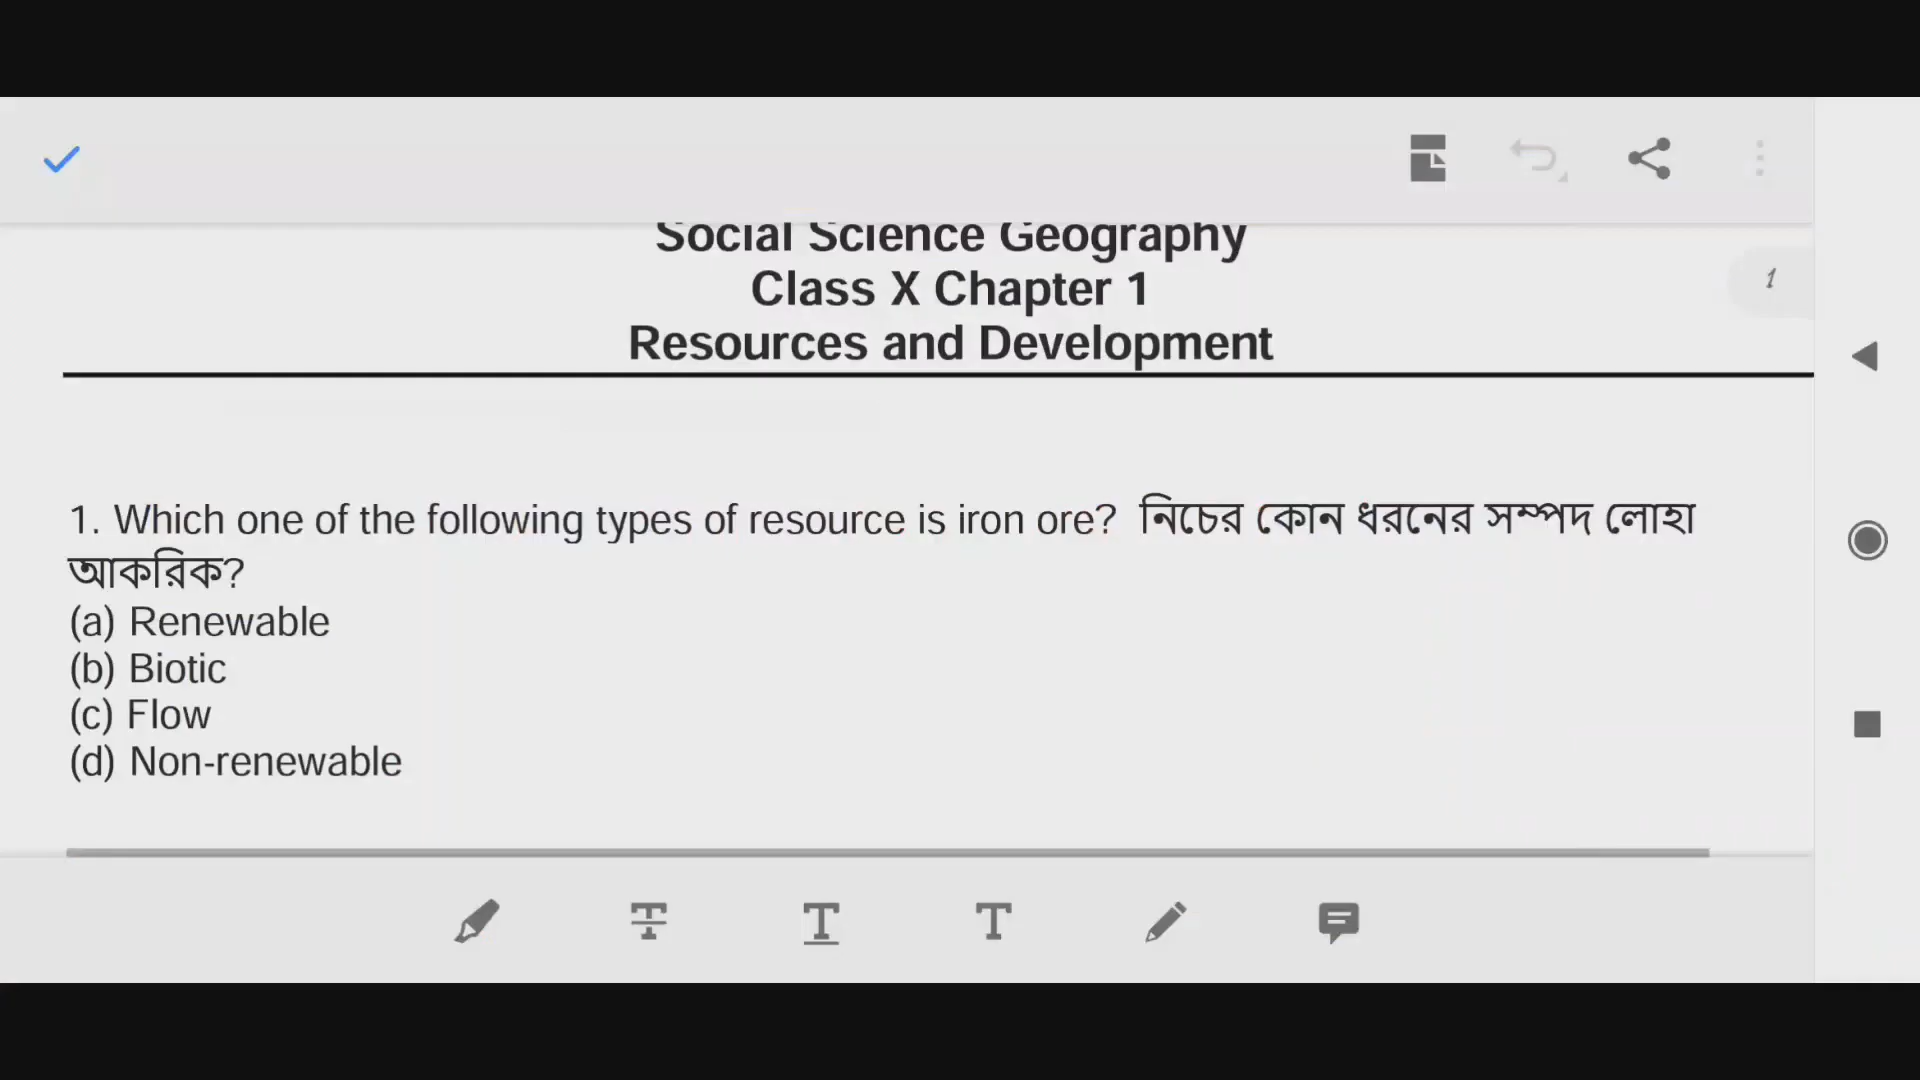 Social Science Geography
Class X Chapter 1
1
Resources and Development
1. Which one of the following types of resource is iron ore? নিচের কোন ধরনের সম্পদ লোহা
আকরিক?
(a) Renewable
(b) Biotic
(c) Flow
(d) Non-renewable